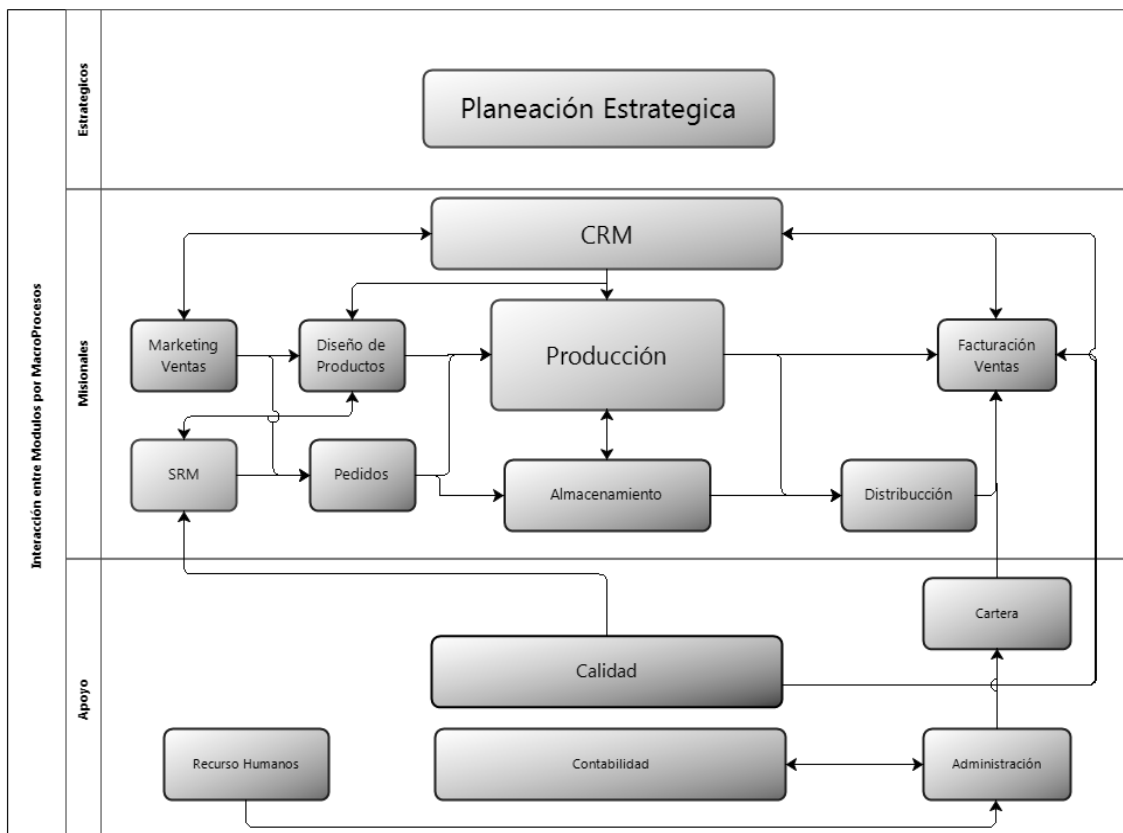 Interacción entre Modulos por MacroProcesos
Estrategicos
Planeación Estrategica
Misionales
CRM
Marketing
Ventas
Diseño de
Productos
Producción
Facturación
Ventas
SRM
Pedidos
Almacenamiento
Distribucción
Apoyo
Cartera
Calidad
Recurso Humanos
Contabilidad
Administración